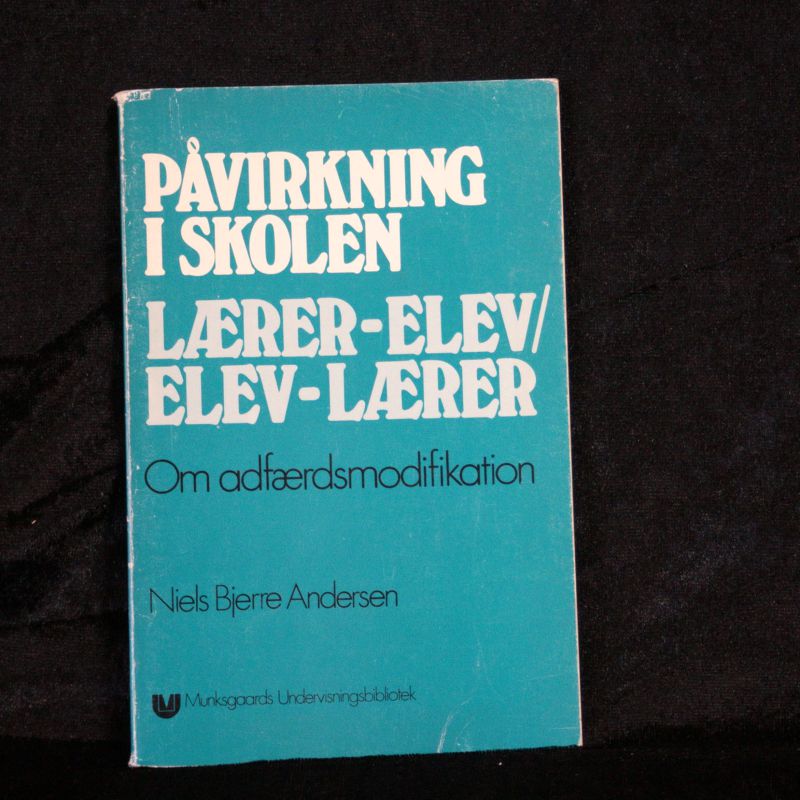 PÅVIRKNING
I SKOLEN
LÆRER-ELEV/
ELEV-LÆRER
Om adfærdsmodifikation
Niels Bjerre Andersen
Munksgaards Undervisningsbibliotek